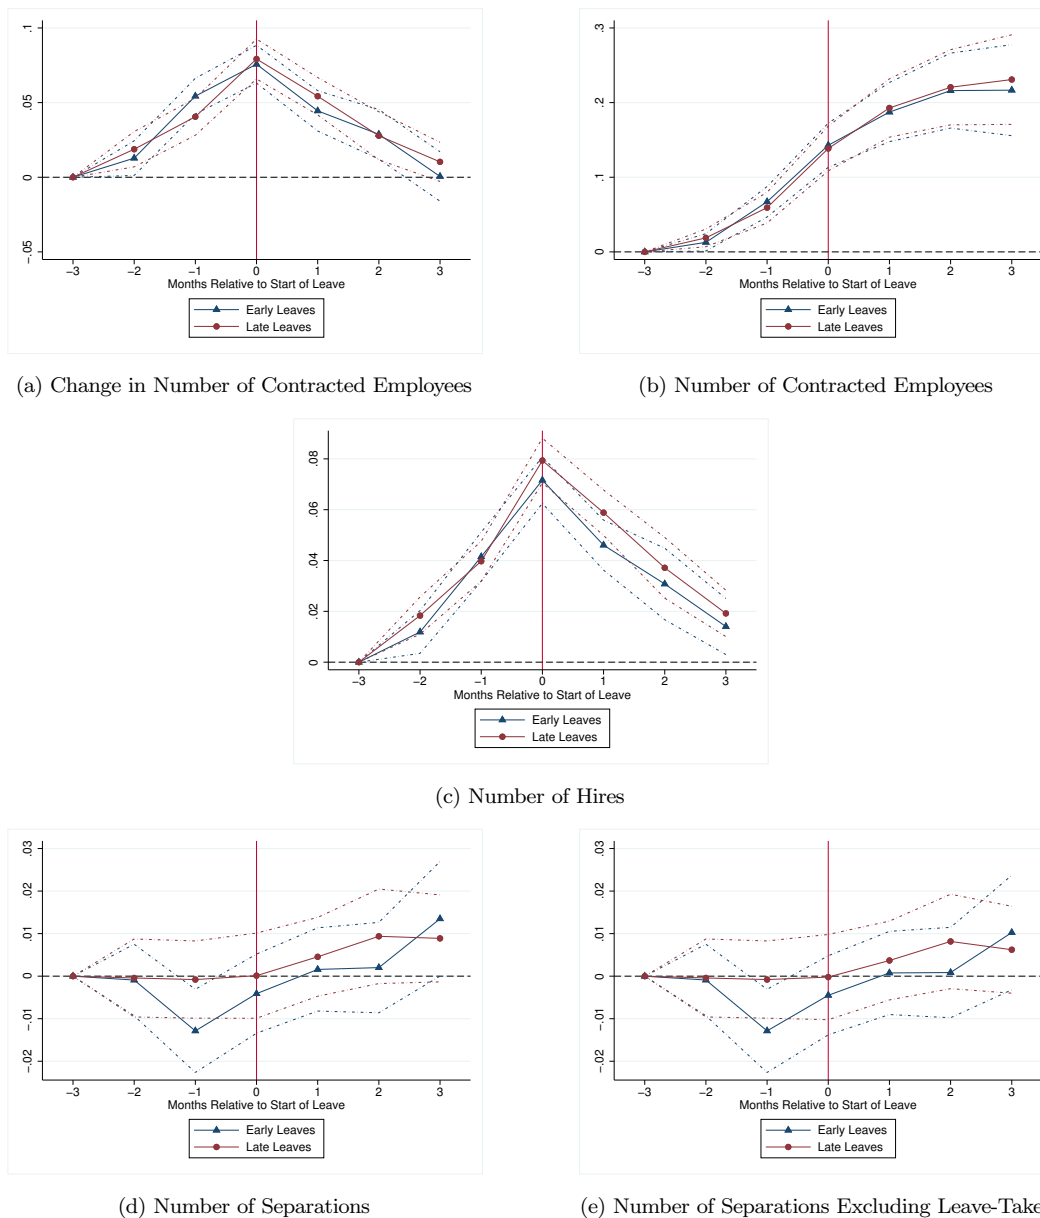 .1
.05
0
-.05
−3 −2 −1 0 1 2 3
Months Relative to Start of Leave
Early Leaves
Late Leaves
(a) Change in Number of Contracted Employees
.3
.2
.1
0
−3 −2 −1 0 1 2 3
Months Relative to Start of Leave
Early Leaves
Late Leaves
(b) Number of Contracted Employees
.08
.06
.04
.02
0
−3 −2 −1 0 1 2 3
Months Relative to Start of Leave
Early Leaves
Late Leaves
(c) Number of Hires
.03
.02
.01
0
-.01
-.02
−3 −2 −1 0 1 2 3
Months Relative to Start of Leave
Early Leaves
Late Leaves
(d) Number of Separations
.03
.02
.01
0
-.01
-.02
−3 −2 −1 0 1 2 3
Months Relative to Start of Leave
Early Leaves
Late Leaves
(e) Number of Separations Excluding Leave-Take